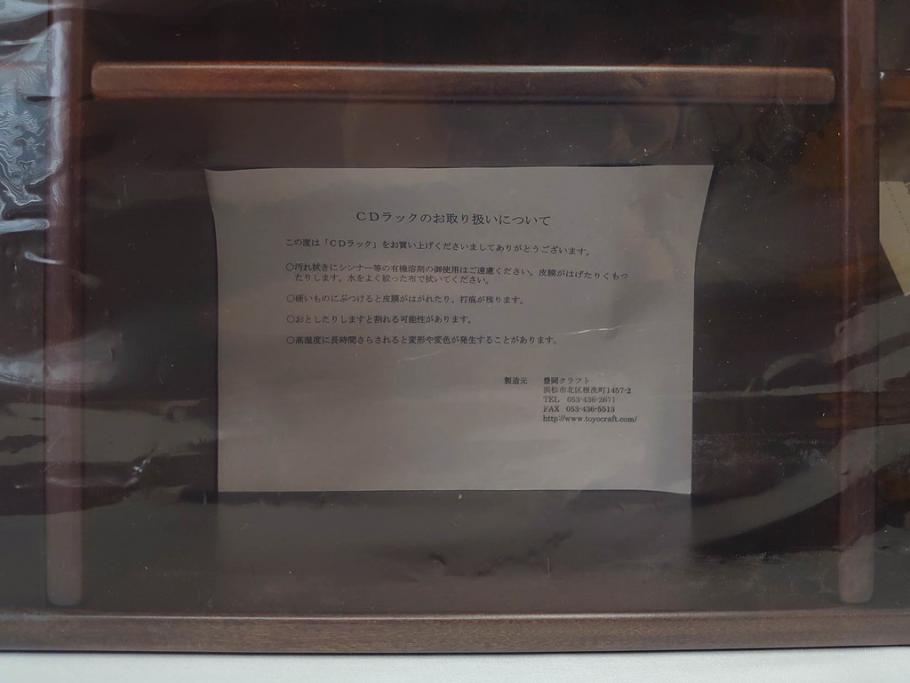 CDラックのお取り扱いについて
この度は「CDラック」をお買い上げくださいましてありがとうございます。
○汚れ拭きにシンナー等の有機溶剤の御使用はご遠慮ください。皮膜がはげたりくもっ
たりします。水をよく絞った布で拭いてください。
○硬いものにぶつけると皮膜がはがれたり、打痕が残ります。
○おとしたりしますと割れる可能性があります。
○高温度に長時間さらされると変形や変色が発生することがあります。
製造元 豊岡クラフト
浜松市北区根洗町1457-2
TEL 053-436-2671
FAX 053-436-5513
http://www.toyocraft.com/